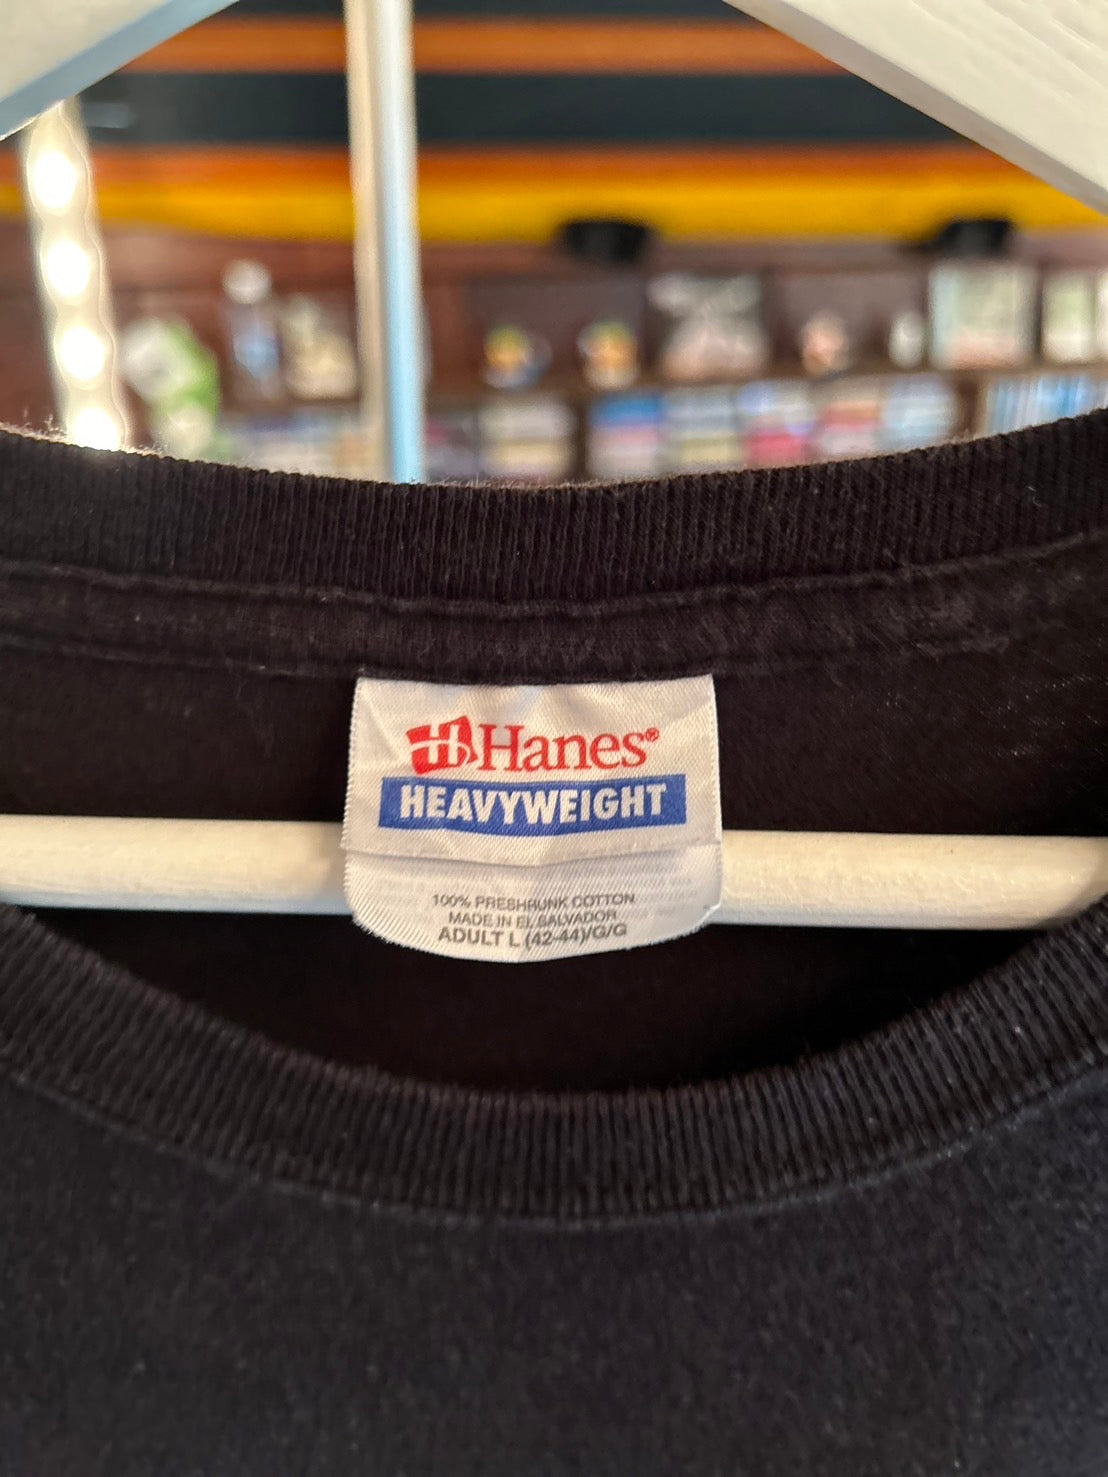 Hanes®
HEAVYWEIGHT
100% PRESHRUNK COTTON
MADE IN EL SALVADOR
ADULT L (42-44)/G/G